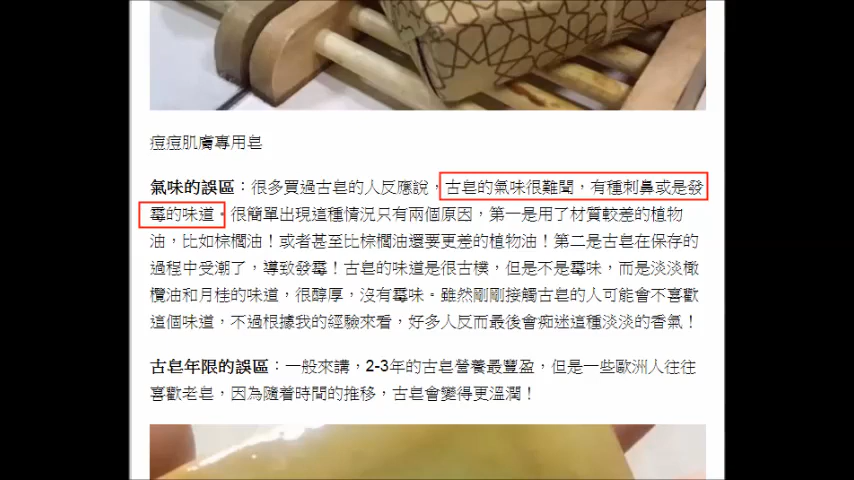 痘痘肌膚專用皂
氣味的誤區：很多買過古皂的人反應說，古皂的氣味很難聞，有種刺鼻或是發
霉的味道。很簡單出現這種情況只有兩個原因，第一是用了材質較差的植物
油，比如棕櫚油！或者甚至比棕櫚油還要更差的植物油！第二是古皂在保存的
過程中受潮了，導致發霉！古皂的味道是很古樸，但是不是霉味，而是淡淡橄
欖油和月桂的味道，很醇厚，沒有霉味。雖然剛剛接觸古皂的人可能會不喜歡
這個味道，不過根據我的經驗來看，好多人反而最後會痴迷這種淡淡的香氣！
古皂年限的誤區：一般來講，2-3年的古皂營養最豐盈，但是一些歐洲人往往
喜歡老皂，因為隨着時間的推移，古皂會變得更溫潤！